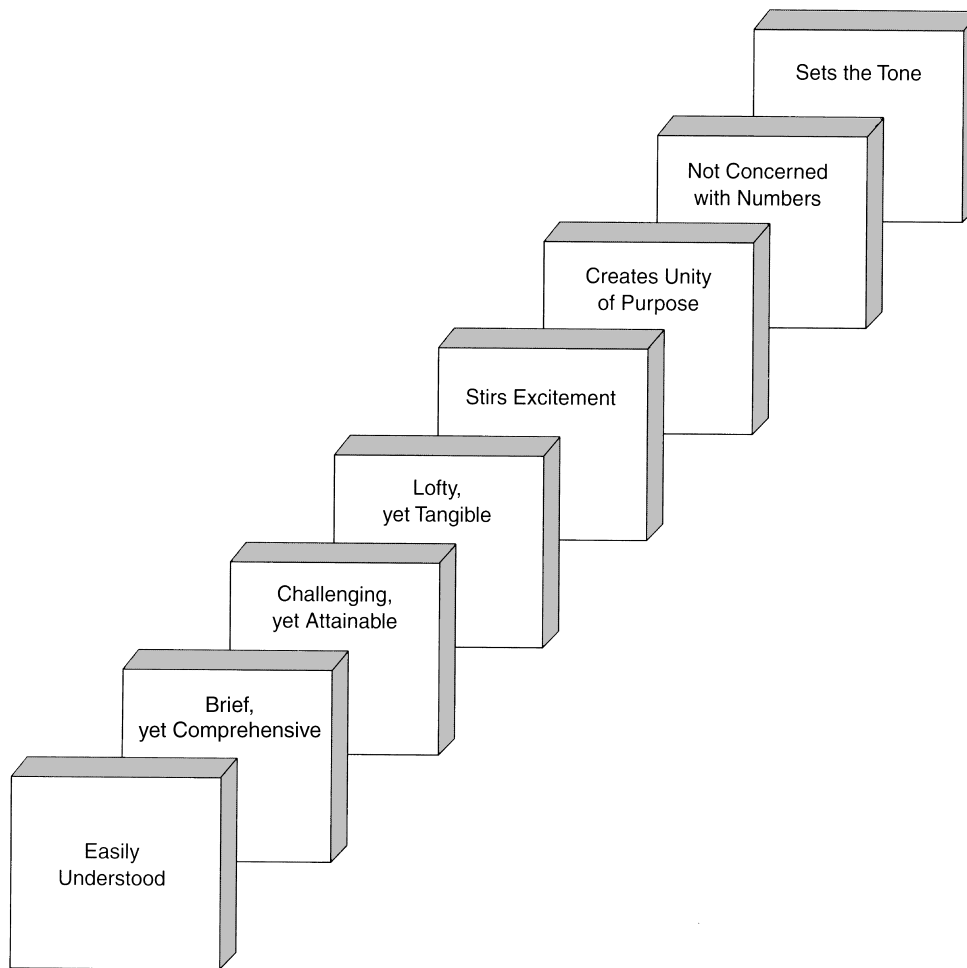 Sets the Tone
Not Concerned
with Numbers
Creates Unity
of Purpose
Stirs Excitement
Lofty,
yet Tangible
Challenging,
yet Attainable
Brief,
yet Comprehensive
Easily
Understood